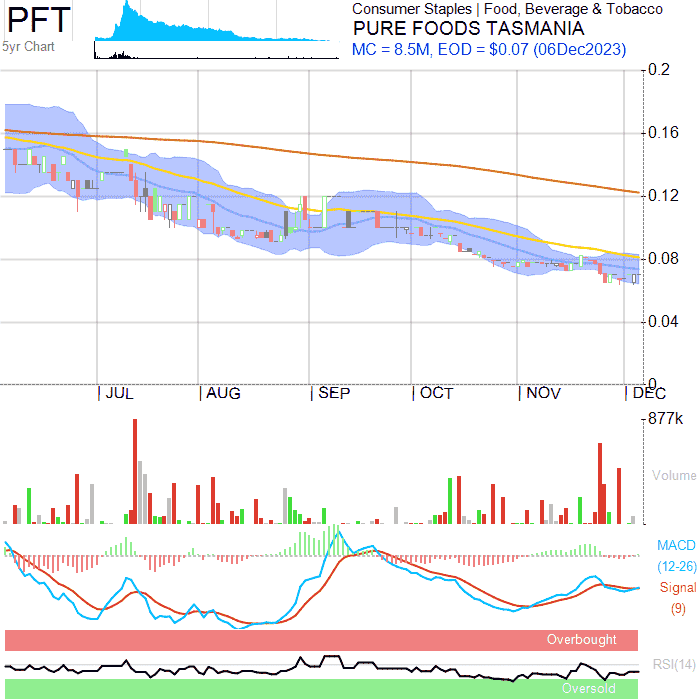 PFT
5yr Chart
Consumer Staples | Food, Beverage & Tobacco
PURE FOODS TASMANIA
MC = 8.5M, EOD = $0.07 (06Dec2023)
0.2
0.16
0.12
0.08
0.04
0
JUL AUG SEP OCT NOV DEC
877k
Volume
MACD
(12-26)
Signal
(9)
Overbought
RSI(14)
Oversold